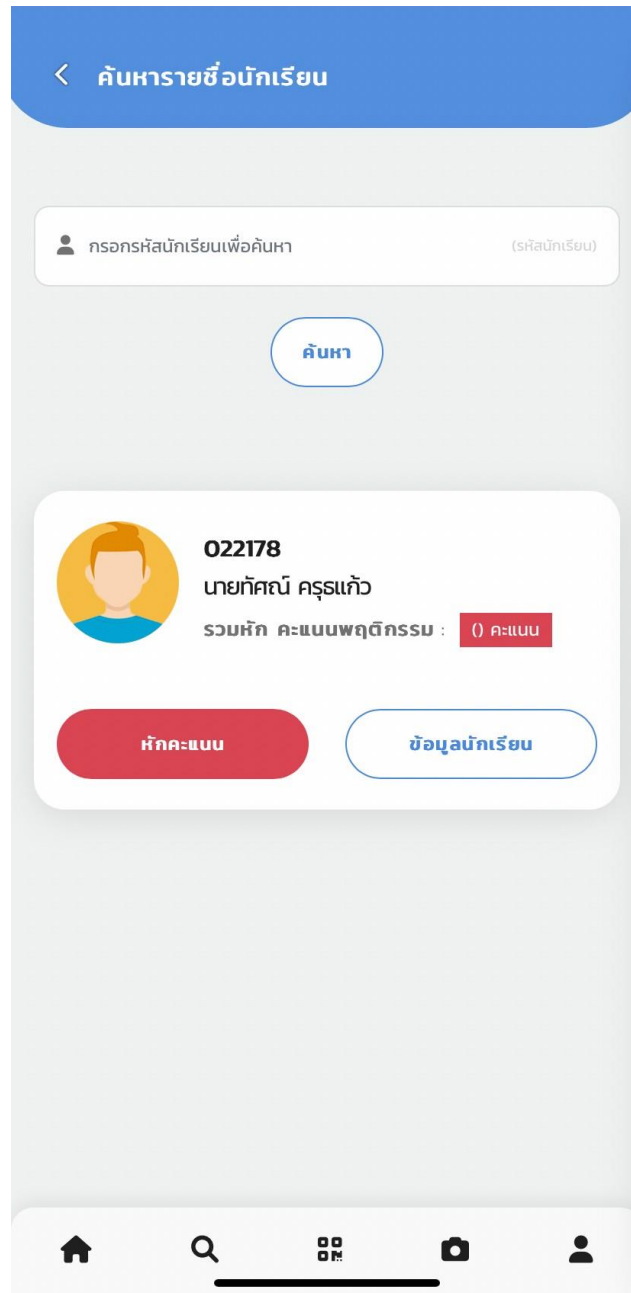 ค้นหารายชื่อนักเรียน
กรอกรหัสนักเรียนเพื่อค้นหา (รหัสนักเรียน)
ค้นหา
022178
นายทัศณ์ ครุธแก้ว
รวมหัก คะแนนพฤติกรรม : () คะแนน
หักคะแนน ข้อมูลนักเรียน